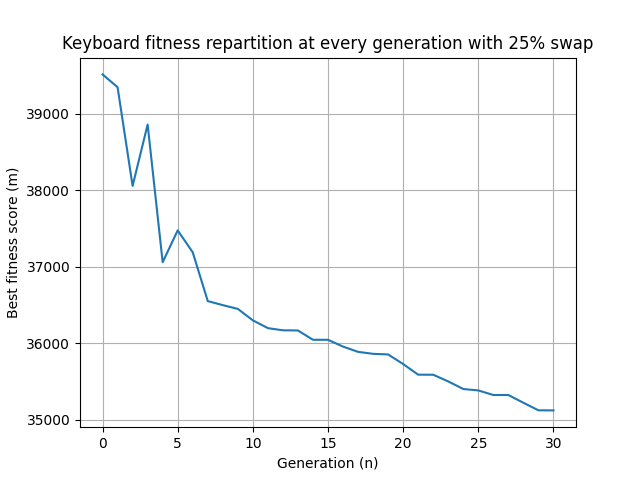 Keyboard fitness repartition at every generation with 25% swap
Best fitness score (m)
39000
38000
37000
36000
35000
0 5 10 15 20 25 30
Generation (n)